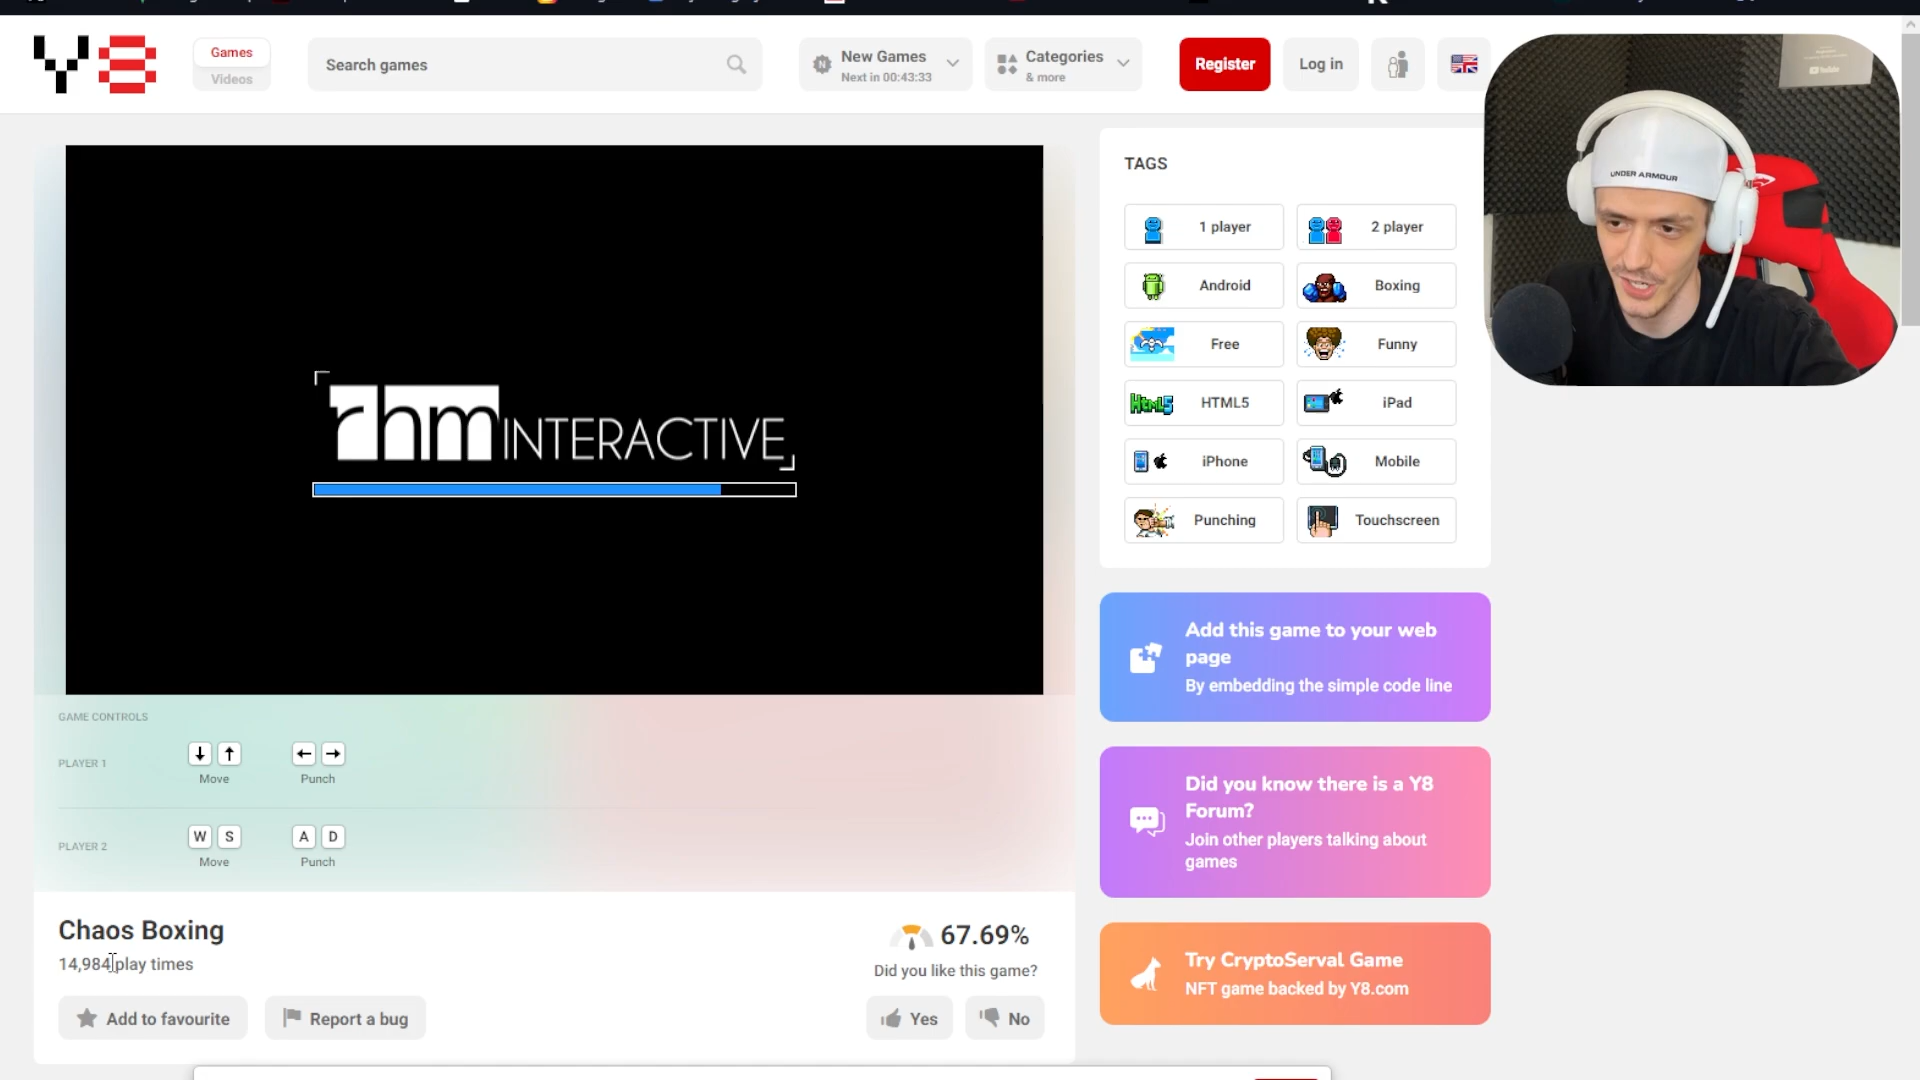 Y8
Games
Videos
Search games
New Games
Next in 00:43:33
Categories
& more
Register
Log in
UNDER ARMOUR
YouTube
TAGS
1 player
2 player
Android
Boxing
Free
Funny
HTML5
HTML5
iPad
iPhone
Mobile
Punching
Touchscreen
rhm INTERACTIVE
GAME CONTROLS
PLAYER 1
↓ ↑
Move
← →
Punch
PLAYER 2
W S
Move
A D
Punch
Chaos Boxing
14,984 play times
67.69%
Did you like this game?
Add to favourite
Report a bug
Yes
No
Add this game to your web
page
By embedding the simple code line
Did you know there is a Y8
Forum?
Join other players talking about
games
Try CryptoServal Game
NFT game backed by Y8.com